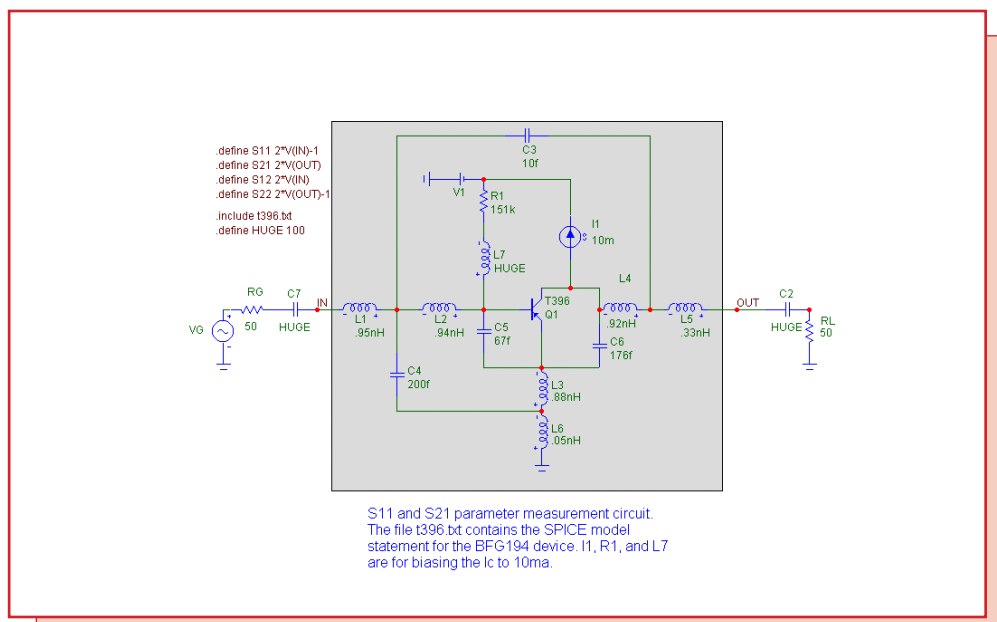 .define S11 2*V(IN)-1
.define S21 2*V(OUT)
.define S12 2*V(IN)
.define S22 2*V(OUT)-1
.include t396.txt
.define HUGE 100
C3
10f
V1
R1
151k
I1
10m
L7
HUGE
L4
.92nH
T396
Q1
RG
50
C7
HUGE
IN
L1
.95nH
L2
.94nH
C5
67f
C6
176f
L5
.33nH
OUT
C2
HUGE
RL
50
VG
C4
200f
L3
.88nH
L6
.05nH
S11 and S21 parameter measurement circuit.
The file t396.txt contains the SPICE model
statement for the BFG194 device. I1, R1, and L7
are for biasing the Ic to 10ma.